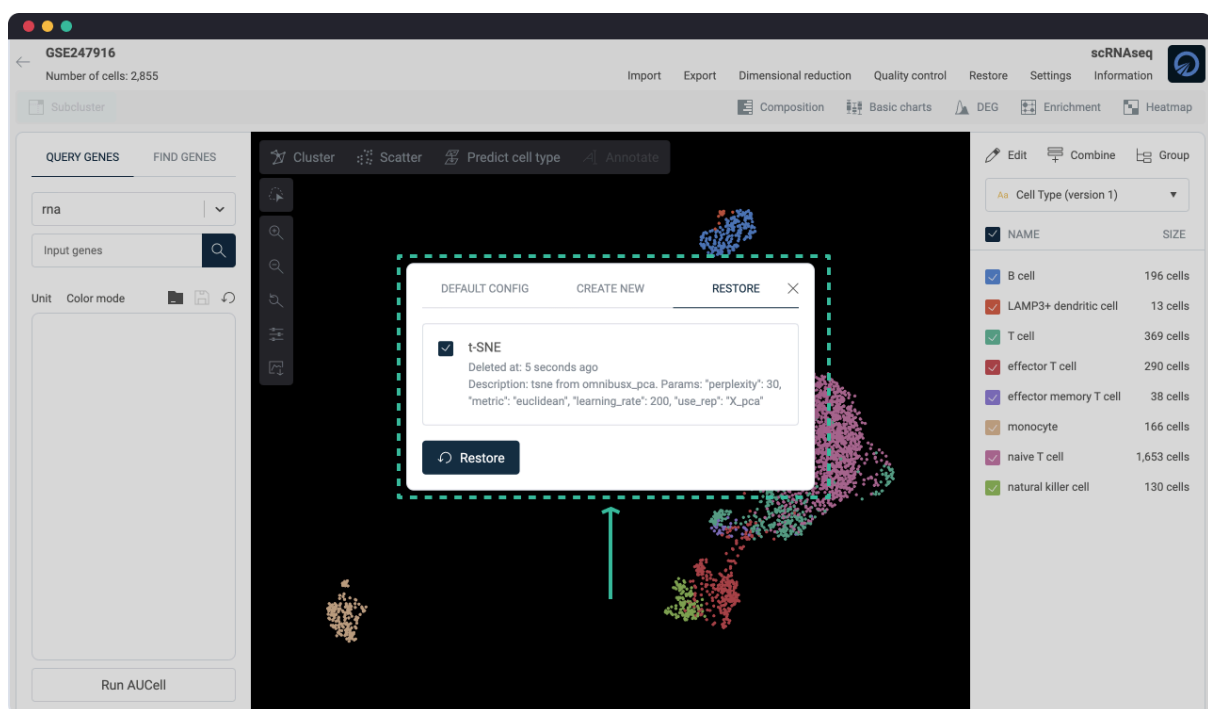 GSE247916
Number of cells: 2,855
scRNAseq
Import Export Dimensional reduction Quality control Restore Settings Information
Subcluster
Composition Basic charts DEG Enrichment Heatmap
QUERY GENES FIND GENES
rna
Input genes
Unit Color mode
Run AUCell
Cluster Scatter Predict cell type Annotate
DEFAULT CONFIG CREATE NEW RESTORE
t-SNE
Deleted at: 5 seconds ago
Description: tsne from omnibusx_pca. Params: "perplexity": 30,
"metric": "euclidean", "learning_rate": 200, "use_rep": "X_pca"
Restore
Edit Combine Group
Aa Cell Type (version 1)
NAME SIZE
B cell 196 cells
LAMP3+ dendritic cell 13 cells
T cell 369 cells
effector T cell 290 cells
effector memory T cell 38 cells
monocyte 166 cells
naive T cell 1,653 cells
natural killer cell 130 cells